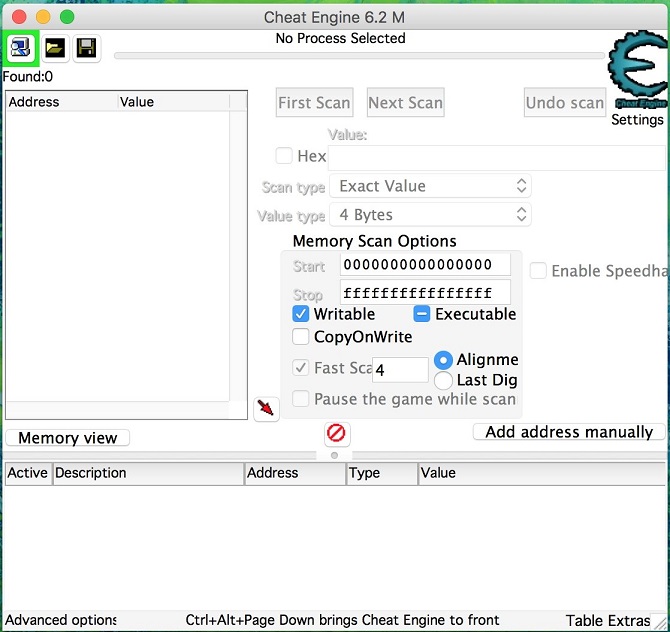 Cheat Engine 6.2 M
No Process Selected
Found:0
Cheat Engine
Settings
Address Value
First Scan Next Scan Undo scan
Value:
Hex
Scan type Exact Value
Value type 4 Bytes
Memory Scan Options
Start 0000000000000000
Stop ffffffffffffffff
Enable Speedha
Writable Executable
CopyOnWrite
Fast Sca 4 Alignme
Last Dig
Pause the game while scan
Memory view Add address manually
Active Description Address Type Value
Advanced options Ctrl+Alt+Page Down brings Cheat Engine to front Table Extras